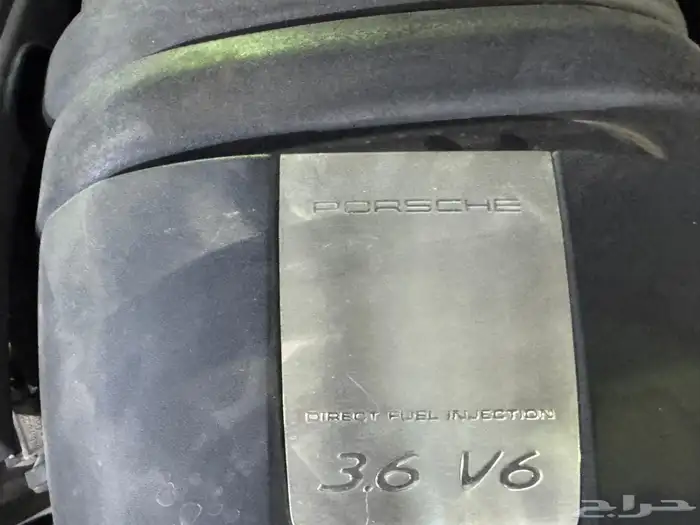 PORSCHE
DIRECT FUEL INJECTION
3.6 V6
حراج